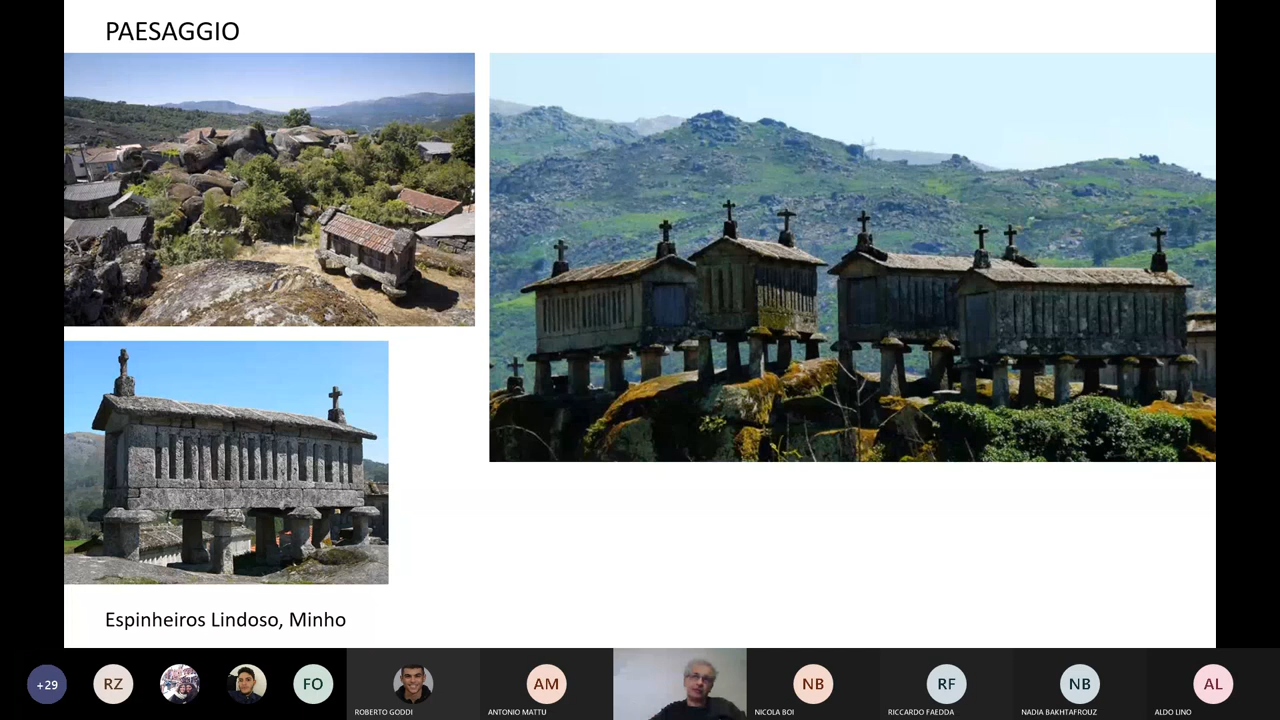 PAESAGGIO
Espinheiros Lindoso, Minho
+29
RZ
FO
ROBERTO GODDI
AM
ANTONIO MATTU
NB
NICOLA BOI
RF
RICCARDO FAEDDA
NB
NADIA BAKHTAFROUZ
AL
ALDO LINO